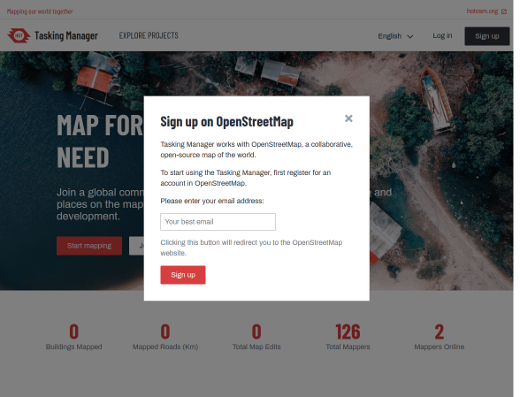 Mapping our world together
hotosm.org
HOT Tasking Manager
EXPLORE PROJECTS
English
Log in
Sign up
MAP FOR
NEED
Join a global comm
and
places on the map
development.
Start mapping
J
Sign up on OpenStreetMap
Tasking Manager works with OpenStreetMap, a collaborative,
open-source map of the world.
To start using the Tasking Manager, first register for an
account in OpenStreetMap.
Please enter your email address:
Your best email
Clicking this button will redirect you to the OpenStreetMap
website.
Sign up
0
0
0
126
2
Buildings Mapped
Mapped Roads (Km)
Total Map Edits
Total Mappers
Mappers Online